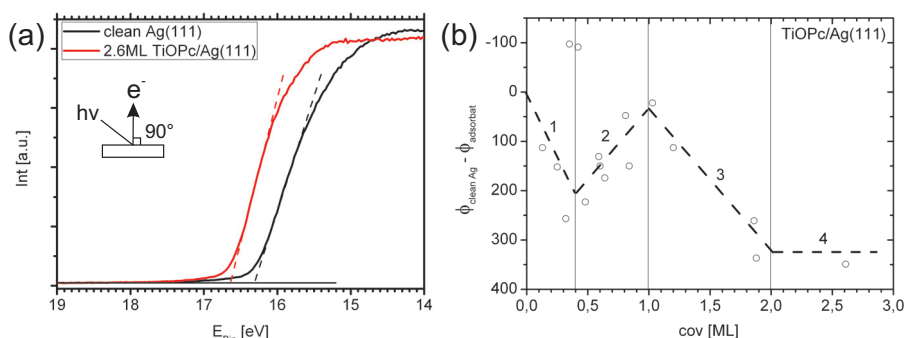 (a)
clean Ag(111)
2.6ML TiOPc/Ag(111)
e-
hν
90°
Int [a.u.]
19 18 17 16 15 14
[eV]
(b)
TiOPc/Ag(111)
-100
0
100
200
300
400
ϕclean Ag - ϕadsorbat
1
2
3
4
0,0 0,5 1,0 1,5 2,0 2,5 3,0
cov [ML]